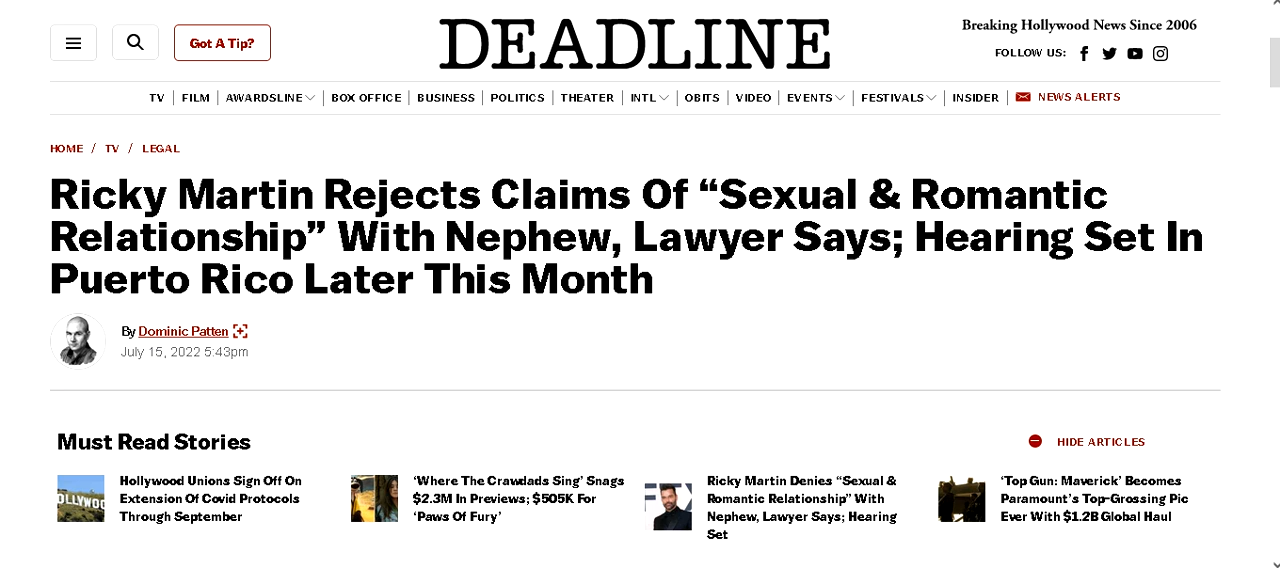 Got A Tip?
DEADLINE
Breaking Hollywood News Since 2006
FOLLOW US:
TV FILM AWARDSLINE BOX OFFICE BUSINESS POLITICS THEATER INTL OBITS VIDEO EVENTS FESTIVALS INSIDER NEWS ALERTS
HOME / TV / LEGAL
Ricky Martin Rejects Claims Of “Sexual & Romantic
Relationship” With Nephew, Lawyer Says; Hearing Set In
Puerto Rico Later This Month
By Dominic Patten
July 15, 2022 5:43pm
Must Read Stories
HIDE ARTICLES
Hollywood Unions Sign Off On
Extension Of Covid Protocols
Through September
‘Where The Crawdads Sing’ Snags
$2.3M In Previews; $505K For
‘Paws Of Fury’
Ricky Martin Denies “Sexual &
Romantic Relationship” With
Nephew, Lawyer Says; Hearing
Set
‘Top Gun: Maverick’ Becomes
Paramount’s Top-Grossing Pic
Ever With $1.2B Global Haul